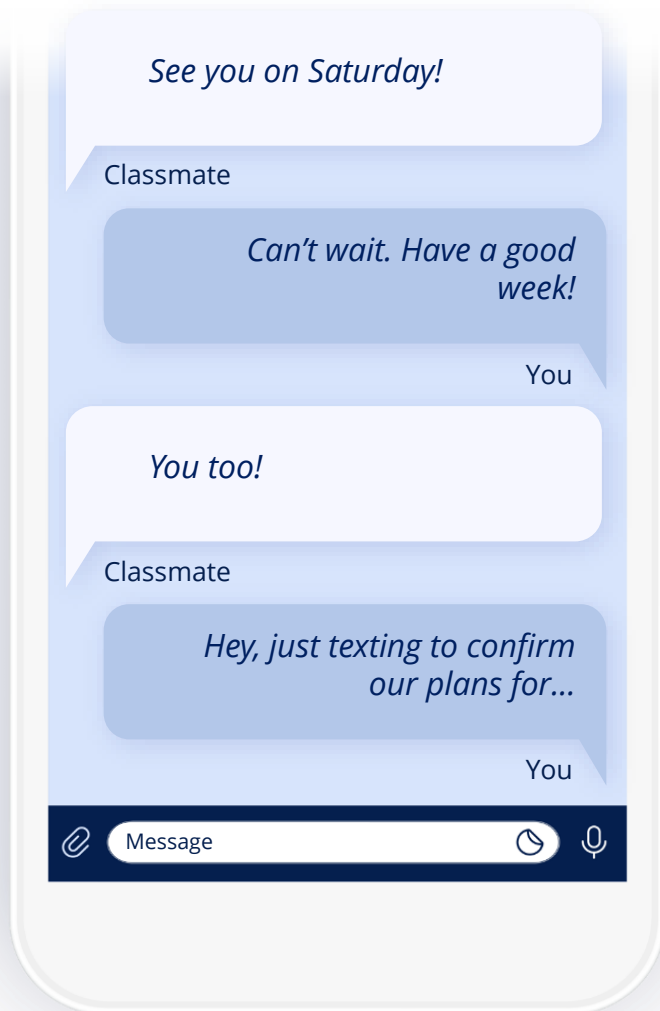 See you on Saturday!
Classmate
Can’t wait. Have a good
week!
You
You too!
Classmate
Hey, just texting to confirm
our plans for...
You
Message